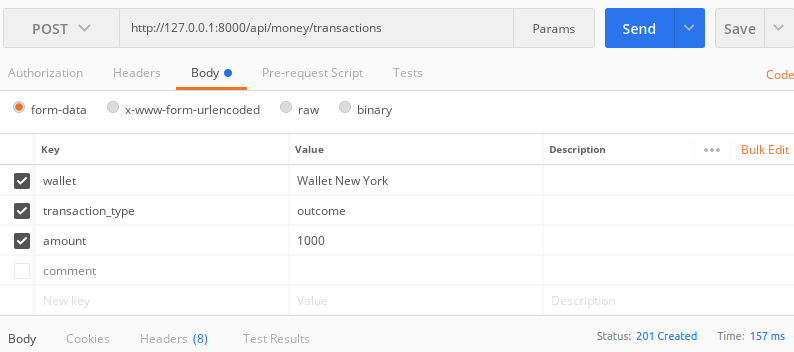 POST http://127.0.0.1:8000/api/money/transactions Params Send Save
Authorization Headers Body Pre-request Script Tests Code
form-data x-www-form-urlencoded raw binary
Key Value Description Bulk Edit
wallet Wallet New York
transaction_type outcome
amount 1000
comment
New key Value Description
Body Cookies Headers (8) Test Results Status: 201 Created Time: 157 ms